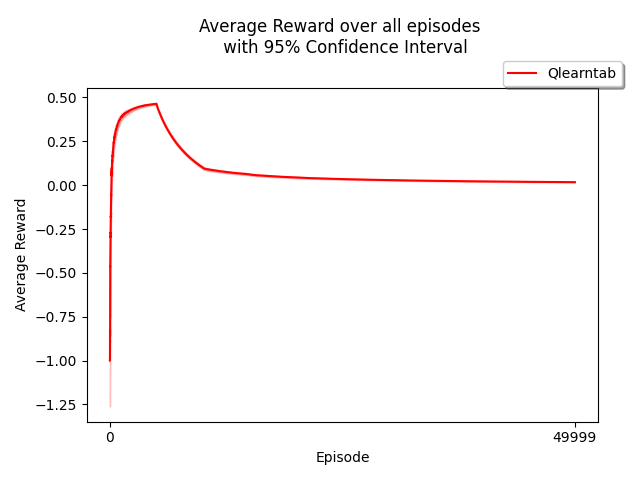 Average Reward over all episodes
with 95% Confidence Interval
Qlearntab
0.50
0.25
0.00
−0.25
−0.50
−0.75
−1.00
−1.25
Average Reward
0
49999
Episode